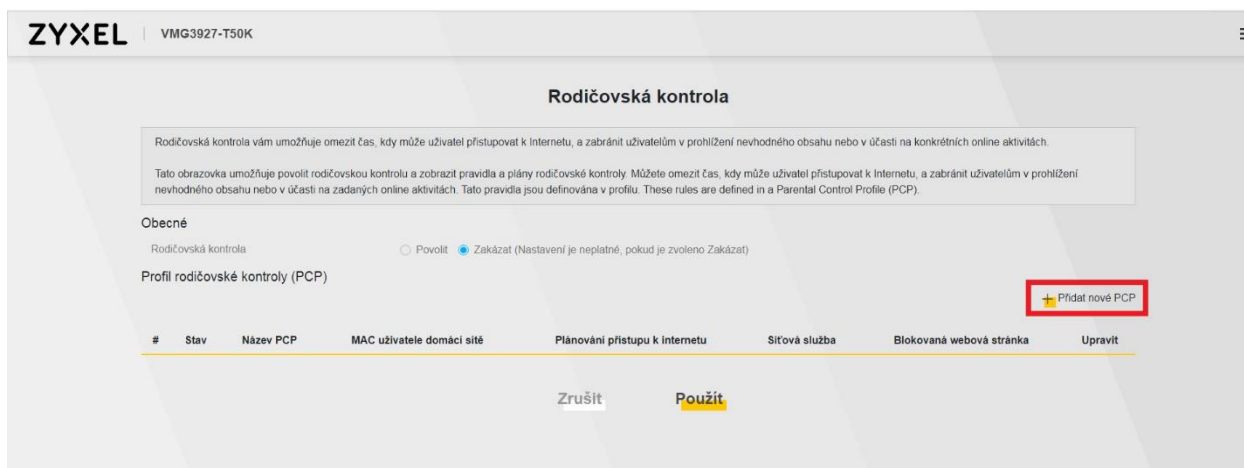 ZYXEL VMG3927-T50K
Rodičovská kontrola
Rodičovská kontrola vám umožňuje omezit čas, kdy může uživatel přistupovat k Internetu, a zabránit uživatelům v prohlížení nevhodného obsahu nebo v účasti na konkrétních online aktivitách.
Tato obrazovka umožňuje povolit rodičovskou kontrolu a zobrazit pravidla a plány rodičovské kontroly. Můžete omezit čas, kdy může uživatel přistupovat k Internetu, a zabránit uživatelům v prohlížení
nevhodného obsahu nebo v účasti na zadaných online aktivitách. Tato pravidla jsou definována v profilu. These rules are defined in a Parental Control Profile (PCP).
Obecné
Rodičovská kontrola Povolit Zakázat (Nastavení je neplatné, pokud je zvoleno Zakázat)
Profil rodičovské kontroly (PCP)
+ Přidat nové PCP
# Stav Název PCP MAC uživatele domácí sítě Plánování přístupu k internetu Síťová služba Blokovaná webová stránka Upravit
Zrušit Použít